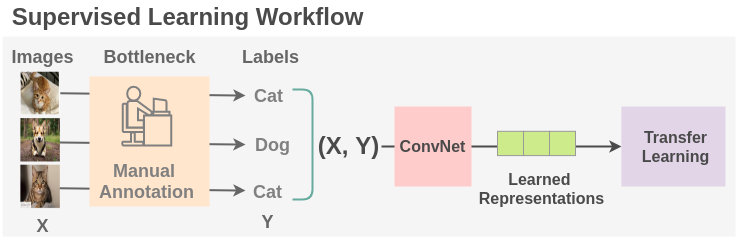 Supervised Learning Workflow
Images
Bottleneck
Labels
Cat
Dog
Cat
Manual
Annotation
X
Y
(X, Y)
ConvNet
Learned
Representations
Transfer
Learning